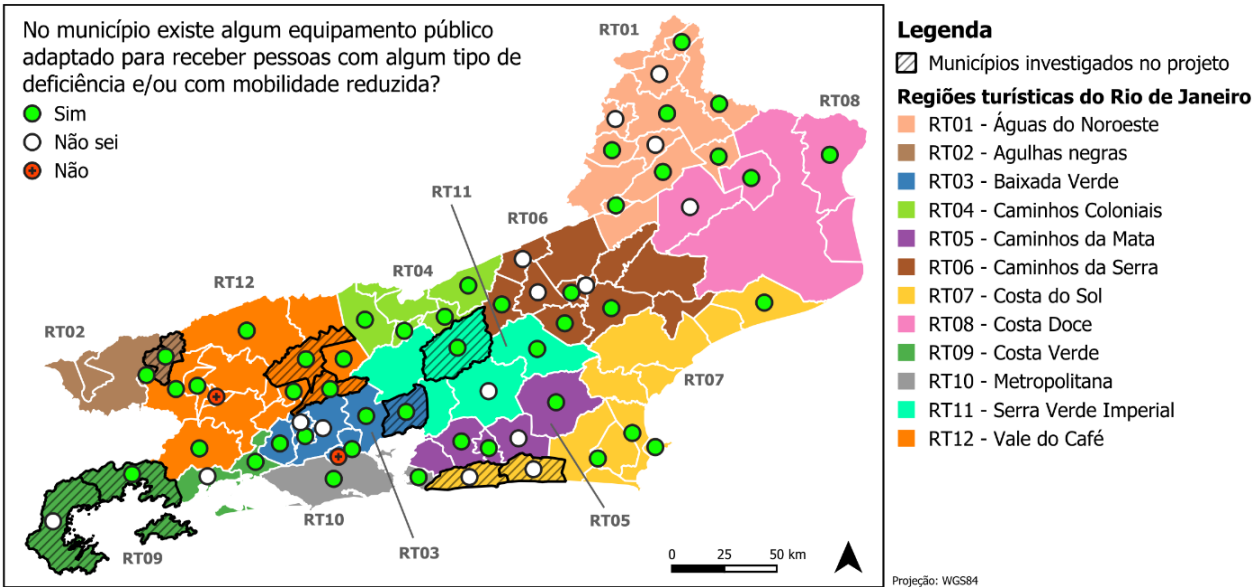 No município existe algum equipamento público
adaptado para receber pessoas com algum tipo de
deficiência e/ou com mobilidade reduzida?
Sim
Não sei
Não
RT01
RT08
RT11
RT06
RT04
RT12
RT02
RT07
RT05
RT10
RT03
RT09
0 25 50 km
Legenda
Municípios investigados no projeto
Regiões turísticas do Rio de Janeiro
RT01 - Águas do Noroeste
RT02 - Agulhas negras
RT03 - Baixada Verde
RT04 - Caminhos Coloniais
RT05 - Caminhos da Mata
RT06 - Caminhos da Serra
RT07 - Costa do Sol
RT08 - Costa Doce
RT09 - Costa Verde
RT10 - Metropolitana
RT11 - Serra Verde Imperial
RT12 - Vale do Café
Projeção: WGS84